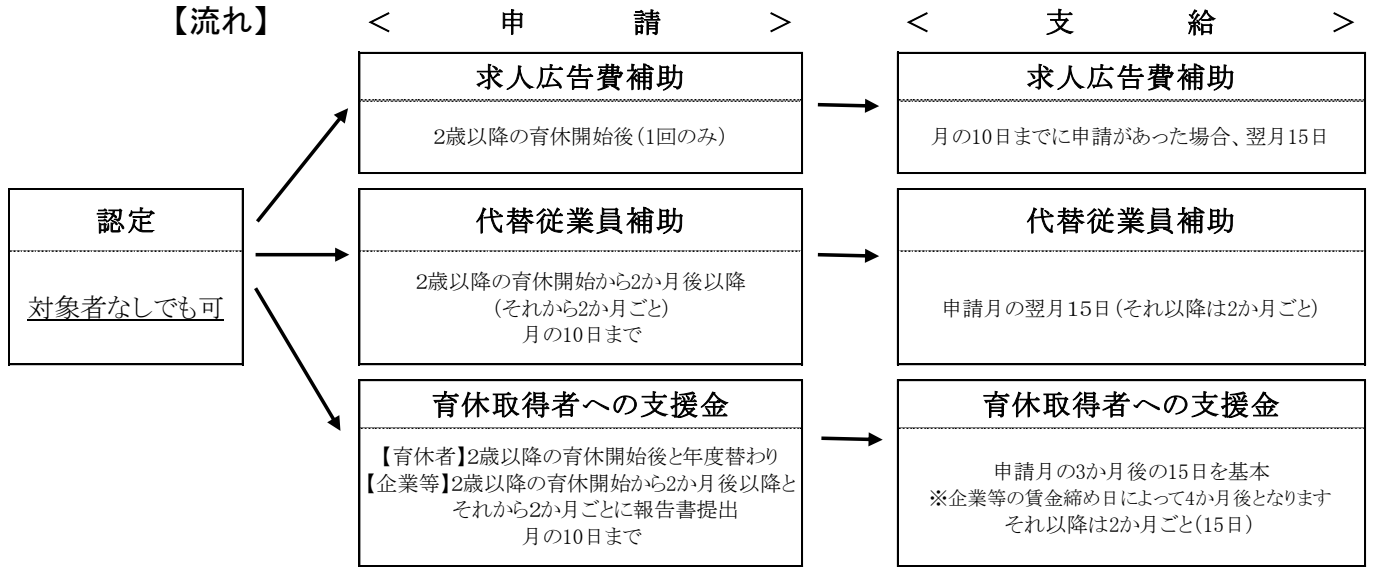 【流れ】
＜　申　請　＞
＜　支　給　＞
認定
対象者なしでも可
求人広告費補助
2歳以降の育休開始後（1回のみ）
求人広告費補助
月の10日までに申請があった場合、翌月15日
代替従業員補助
2歳以降の育休開始から2か月後以降
（それから2か月ごと）
月の10日まで
代替従業員補助
申請月の翌月15日（それ以降は2か月ごと）
育休取得者への支援金
【育休者】2歳以降の育休開始後と年度替わり
【企業等】2歳以降の育休開始から2か月後以降と
それから2か月ごとに報告書提出
月の10日まで
育休取得者への支援金
申請月の3か月後の15日を基本
※企業等の賃金締め日によって4か月後となります
それ以降は2か月ごと（15日）